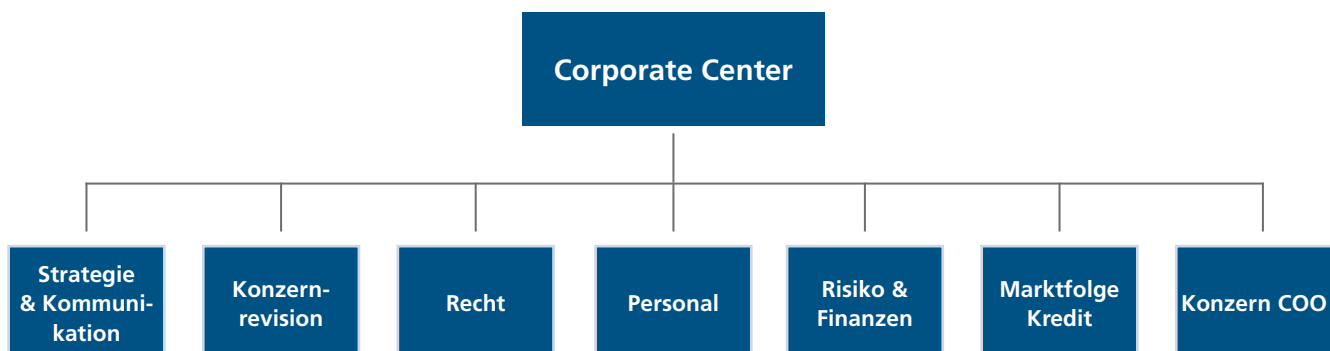 Corporate Center
Strategie
& Kommuni-
kation
Konzern-
revision
Recht
Personal
Risiko &
Finanzen
Marktfolge
Kredit
Konzern COO